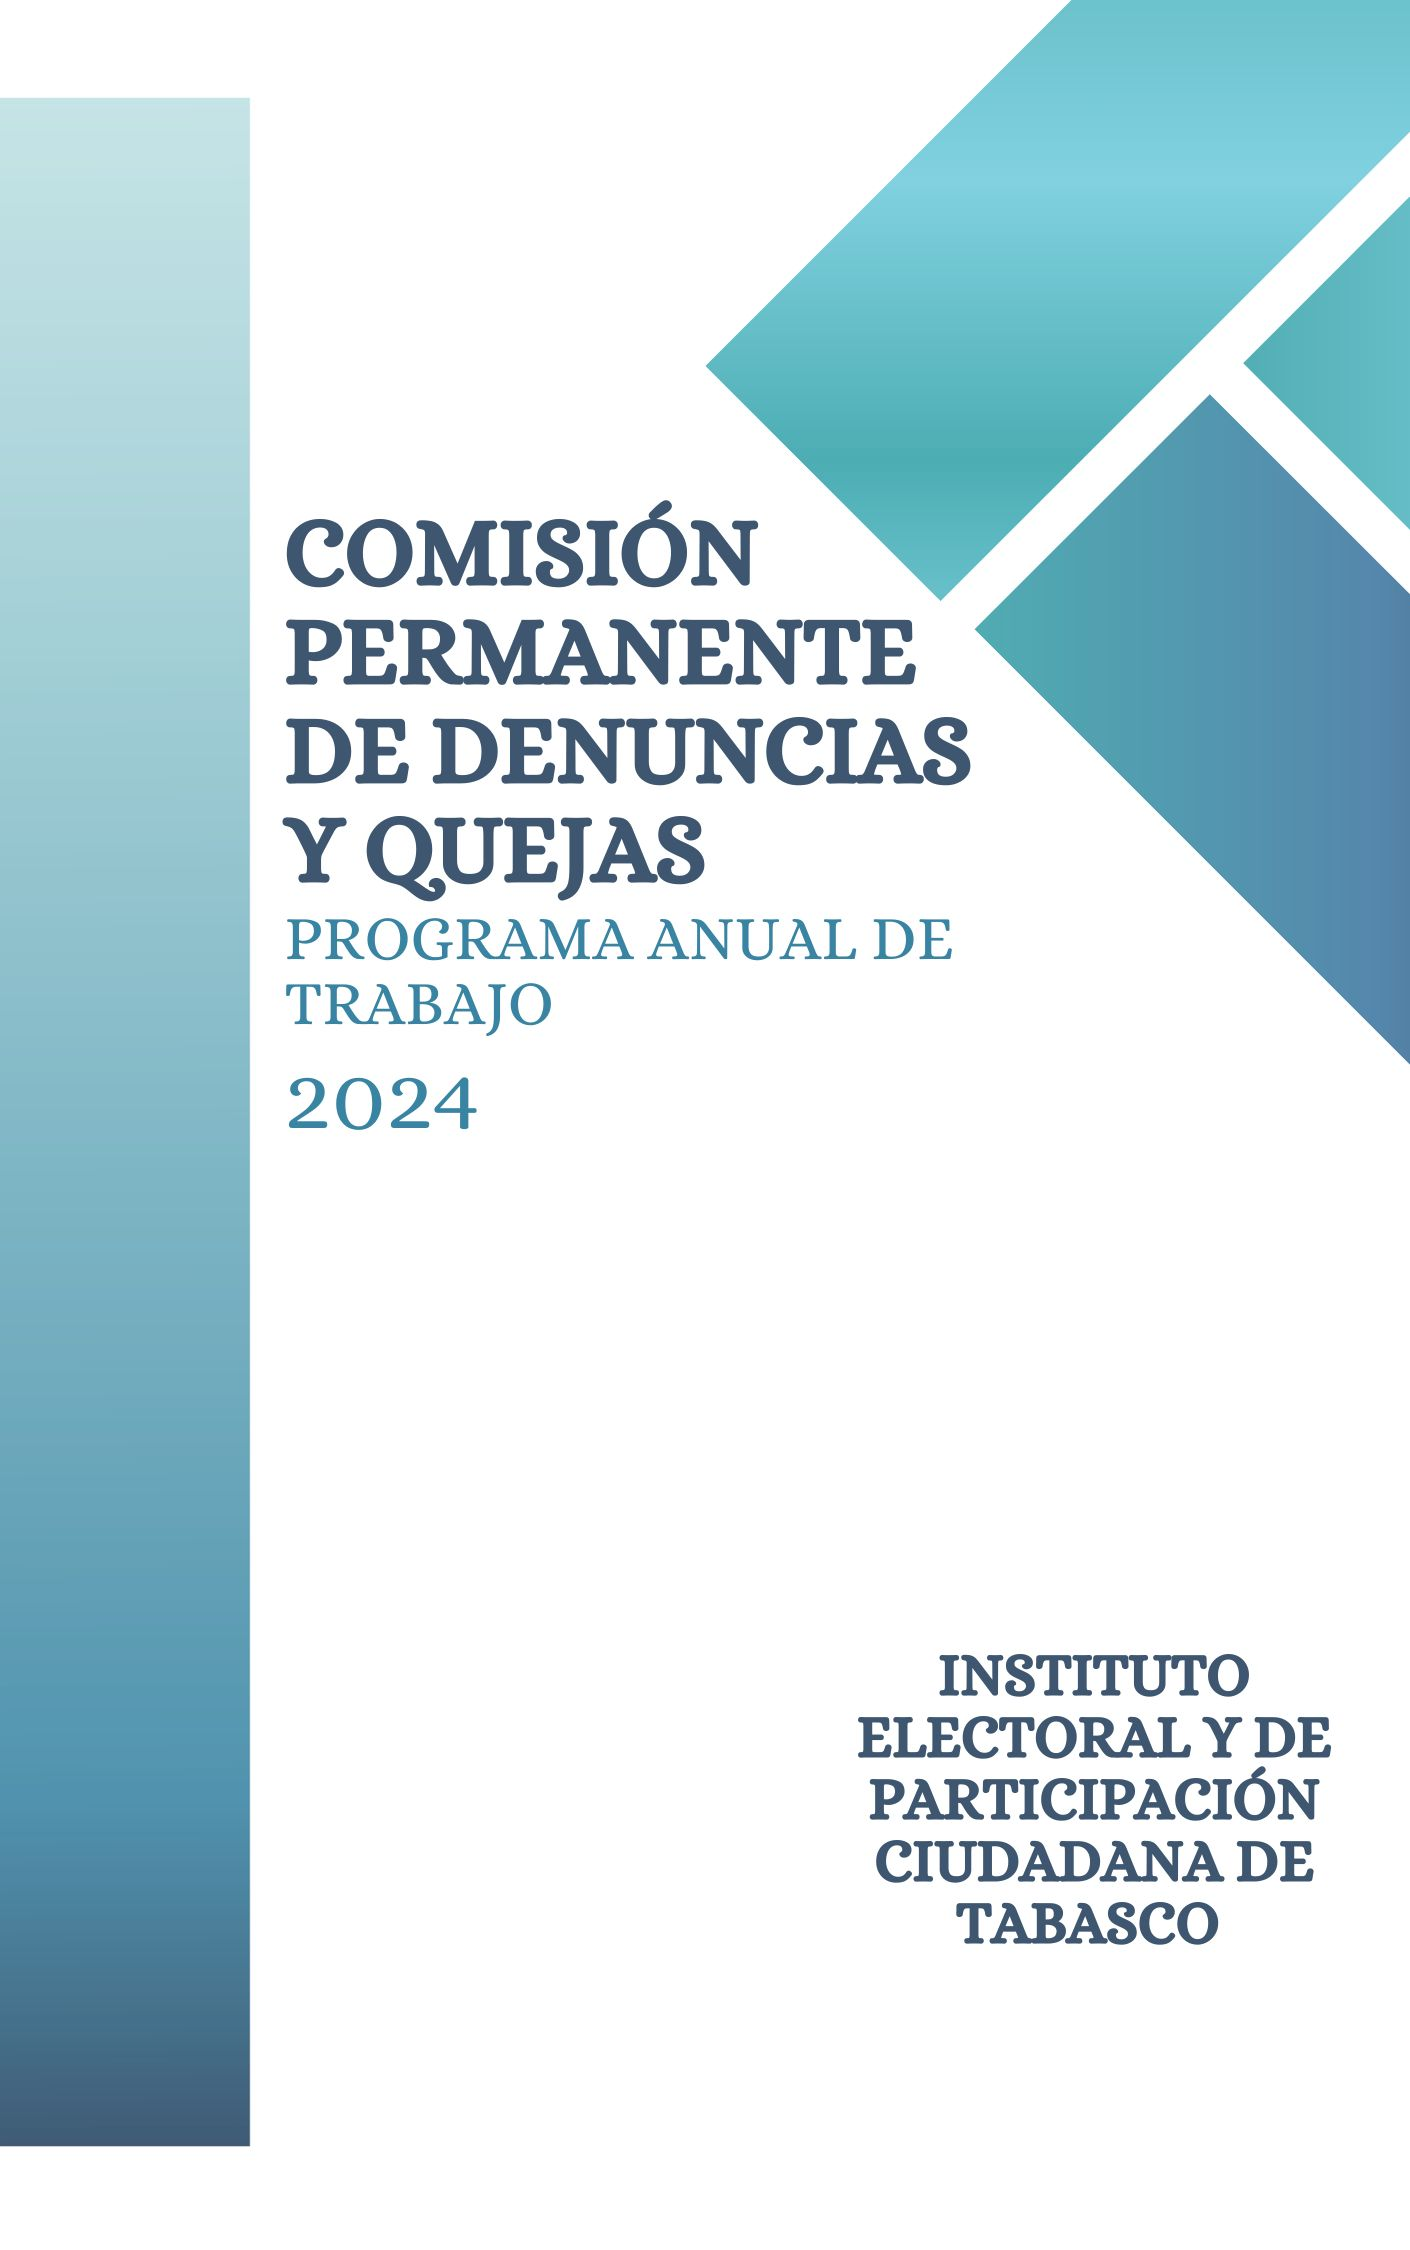 COMISIÓN
PERMANENTE
DE DENUNCIAS
Y QUEJAS
PROGRAMA ANUAL DE
TRABAJO
2024
INSTITUTO
ELECTORAL Y DE
PARTICIPACIÓN
CIUDADANA DE
TABASCO